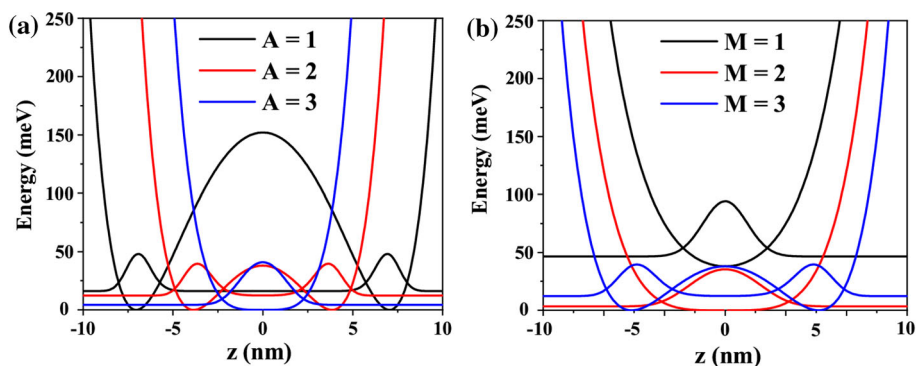 (a)
250
200
150
100
50
0
Energy (meV)
A = 1
A = 2
A = 3
-10 -5 0 5 10
z (nm)
(b)
250
200
150
100
50
0
Energy (meV)
M = 1
M = 2
M = 3
-10 -5 0 5 10
z (nm)